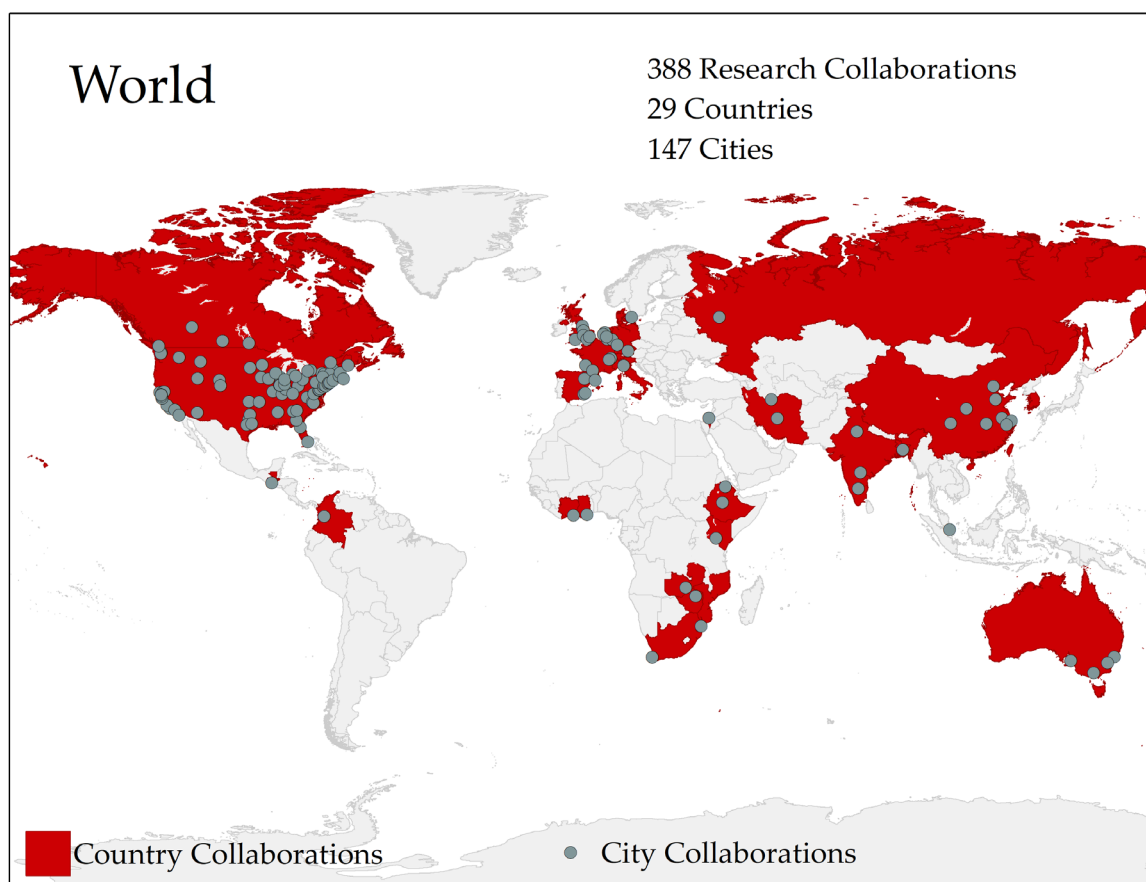 World
388 Research Collaborations
29 Countries
147 Cities
Country Collaborations
City Collaborations